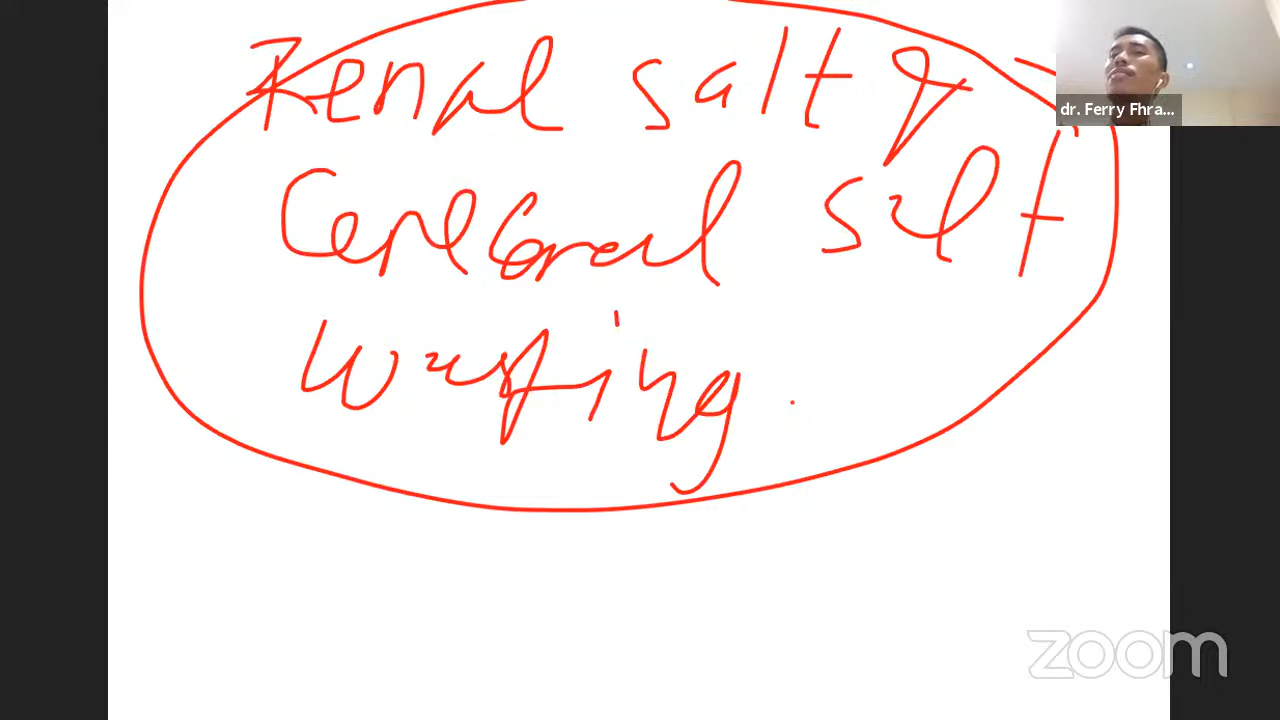 Renal salt &
Cerebral salt
wasting.
dr. Ferry Fhra...
zoom